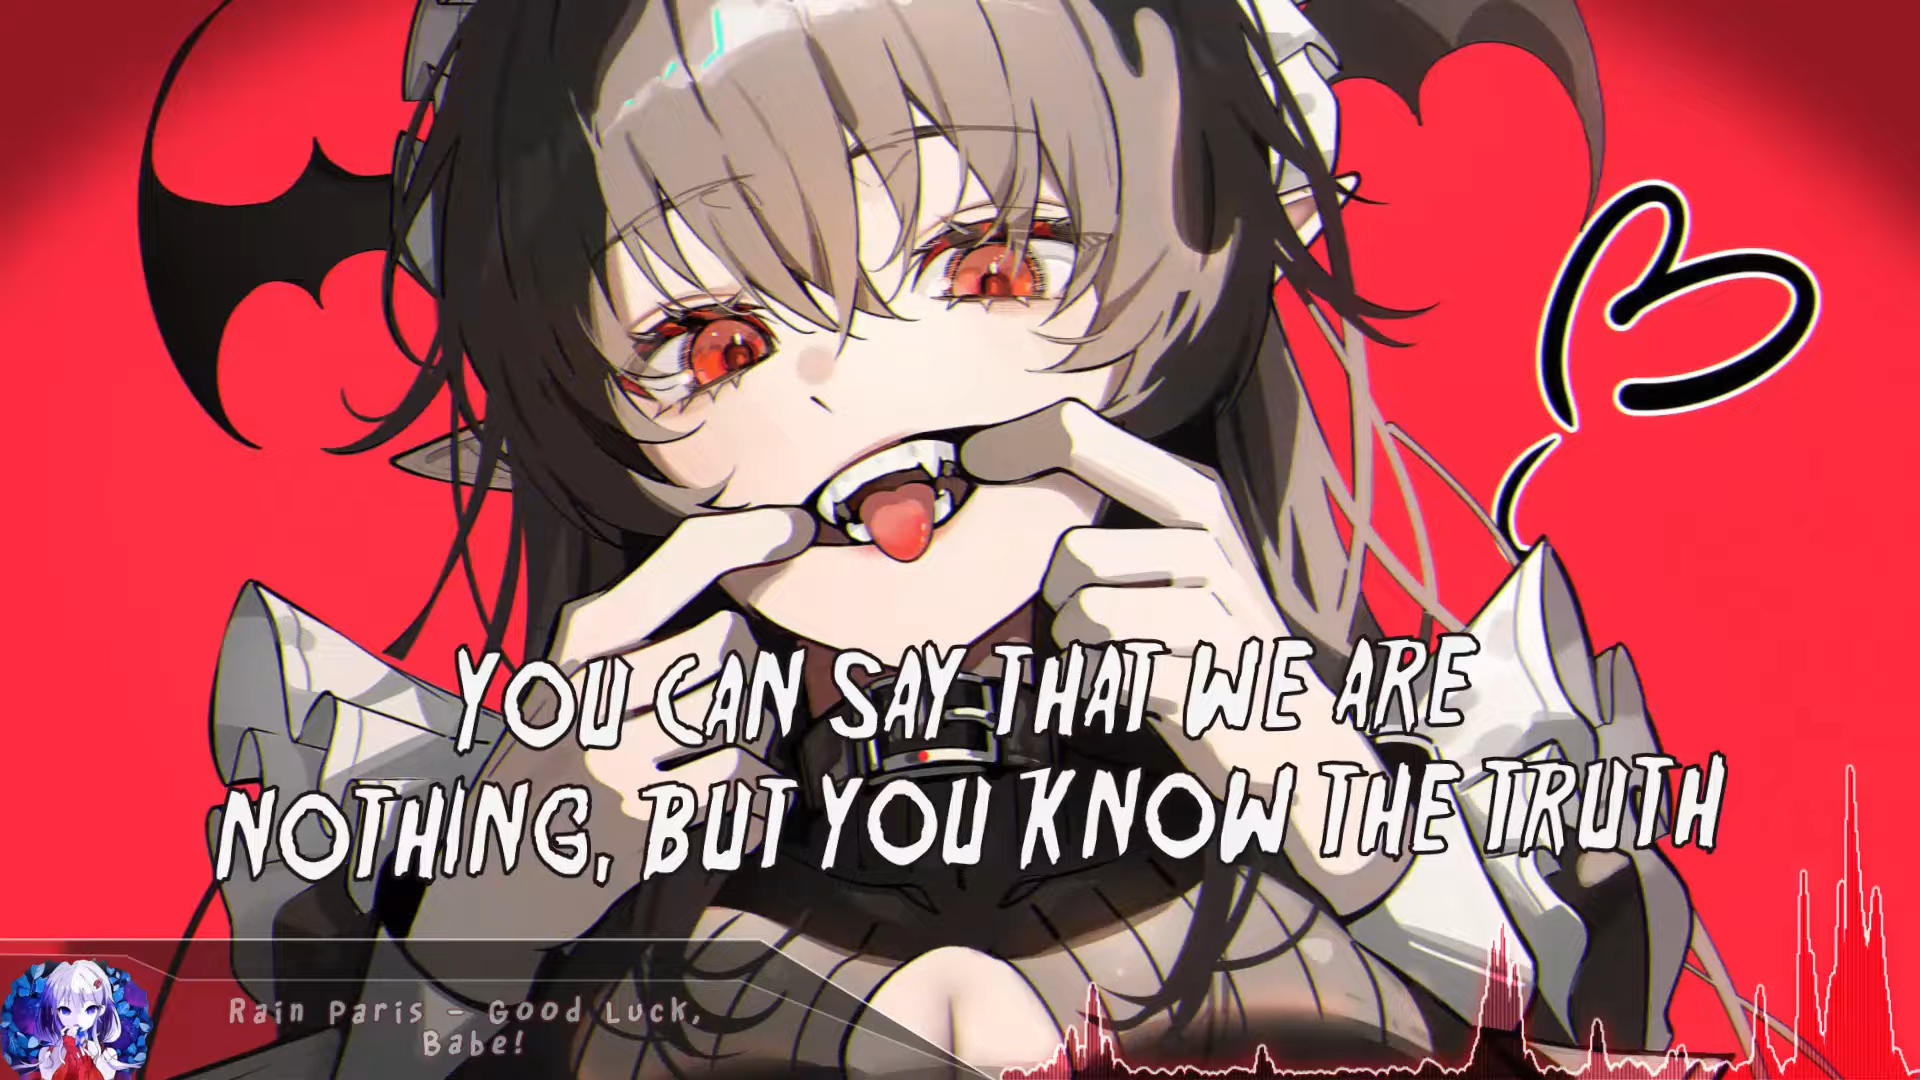 YOU CAN SAY THAT WE ARE
NOTHING, BUT YOU KNOW THE TRUTH
Rain Paris - Good Luck,
Babe!